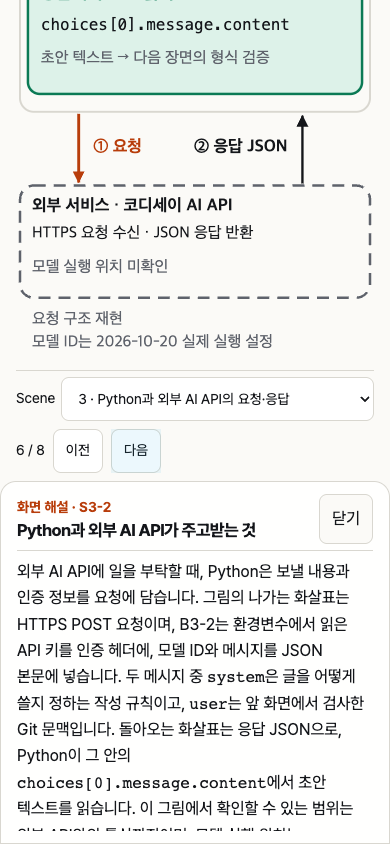 choices[0].message.content
초안 텍스트 → 다음 장면의 형식 검증
① 요청
② 응답 JSON
외부 서비스 · 코디세이 AI API
HTTPS 요청 수신 · JSON 응답 반환
모델 실행 위치 미확인
요청 구조 재현
모델 ID는 2026-10-20 실제 실행 설정
Scene
3 · Python과 외부 AI API의 요청·응답
6 / 8
이전
다음
화면 해설 · S3-2
Python과 외부 AI API가 주고받는 것
닫기
외부 AI API에 일을 부탁할 때, Python은 보낼 내용과
인증 정보를 요청에 담습니다. 그림의 나가는 화살표는
HTTPS POST 요청이며, B3-2는 환경변수에서 읽은
API 키를 인증 헤더에, 모델 ID와 메시지를 JSON
본문에 넣습니다. 두 메시지 중 system은 글을 어떻게
쓸지 정하는 작성 규칙이고, user는 앞 화면에서 검사한
Git 문맥입니다. 돌아오는 화살표는 응답 JSON으로,
Python이 그 안의
choices[0].message.content에서 초안
텍스트를 읽습니다. 이 그림에서 확인할 수 있는 범위는